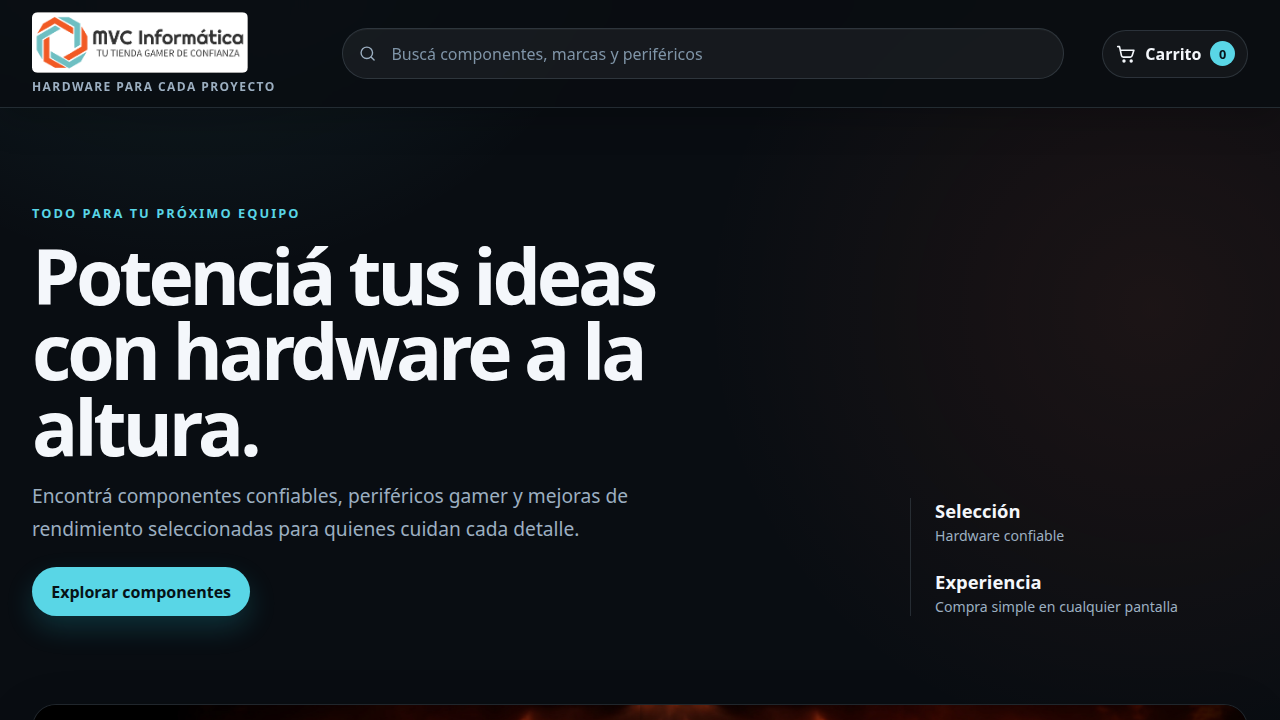 MVC Informática
TU TIENDA GAMER DE CONFIANZA
HARDWARE PARA CADA PROYECTO
Buscá componentes, marcas y periféricos
Carrito 0
TODO PARA TU PRÓXIMO EQUIPO
Potenciá tus ideas
con hardware a la
altura.
Encontrá componentes confiables, periféricos gamer y mejoras de
rendimiento seleccionadas para quienes cuidan cada detalle.
Explorar componentes
Selección
Hardware confiable
Experiencia
Compra simple en cualquier pantalla